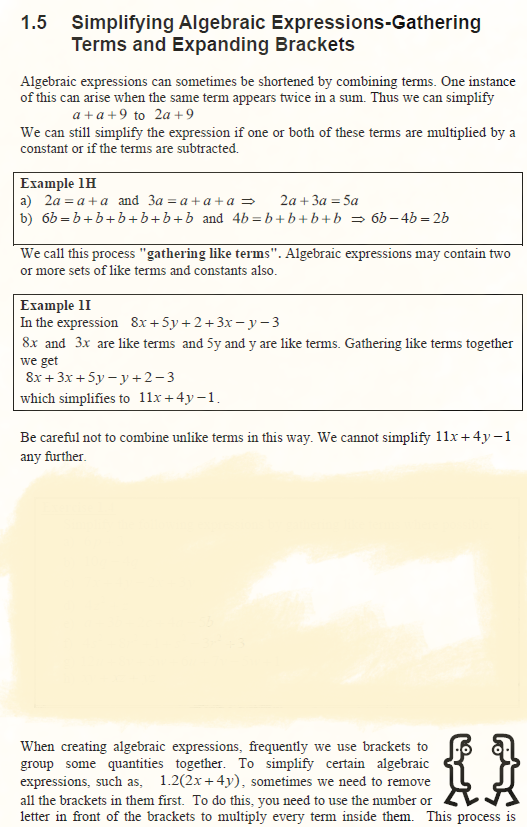 1.5 Simplifying Algebraic Expressions-Gathering
Terms and Expanding Brackets
Algebraic expressions can sometimes be shortened by combining terms. One instance
of this can arise when the same term appears twice in a sum. Thus we can simplify
a + a + 9 to 2a + 9
We can still simplify the expression if one or both of these terms are multiplied by a
constant or if the terms are subtracted.
Example 1H
a) 2a = a + a and 3a = a + a + a ⇒ 2a + 3a = 5a
b) 6b = b + b + b + b + b + b and 4b = b + b + b + b ⇒ 6b − 4b = 2b
We call this process "gathering like terms". Algebraic expressions may contain two
or more sets of like terms and constants also.
Example 1I
In the expression 8x + 5y + 2 + 3x − y − 3
8x and 3x are like terms and 5y and y are like terms. Gathering like terms together
we get
8x + 3x + 5y − y + 2 − 3
which simplifies to 11x + 4y − 1.
Be careful not to combine unlike terms in this way. We cannot simplify 11x + 4y − 1
any further.
When creating algebraic expressions, frequently we use brackets to
group some quantities together. To simplify certain algebraic
expressions, such as, 1.2(2x + 4y), sometimes we need to remove
all the brackets in them first. To do this, you need to use the number or
letter in front of the brackets to multiply every term inside them. This process is